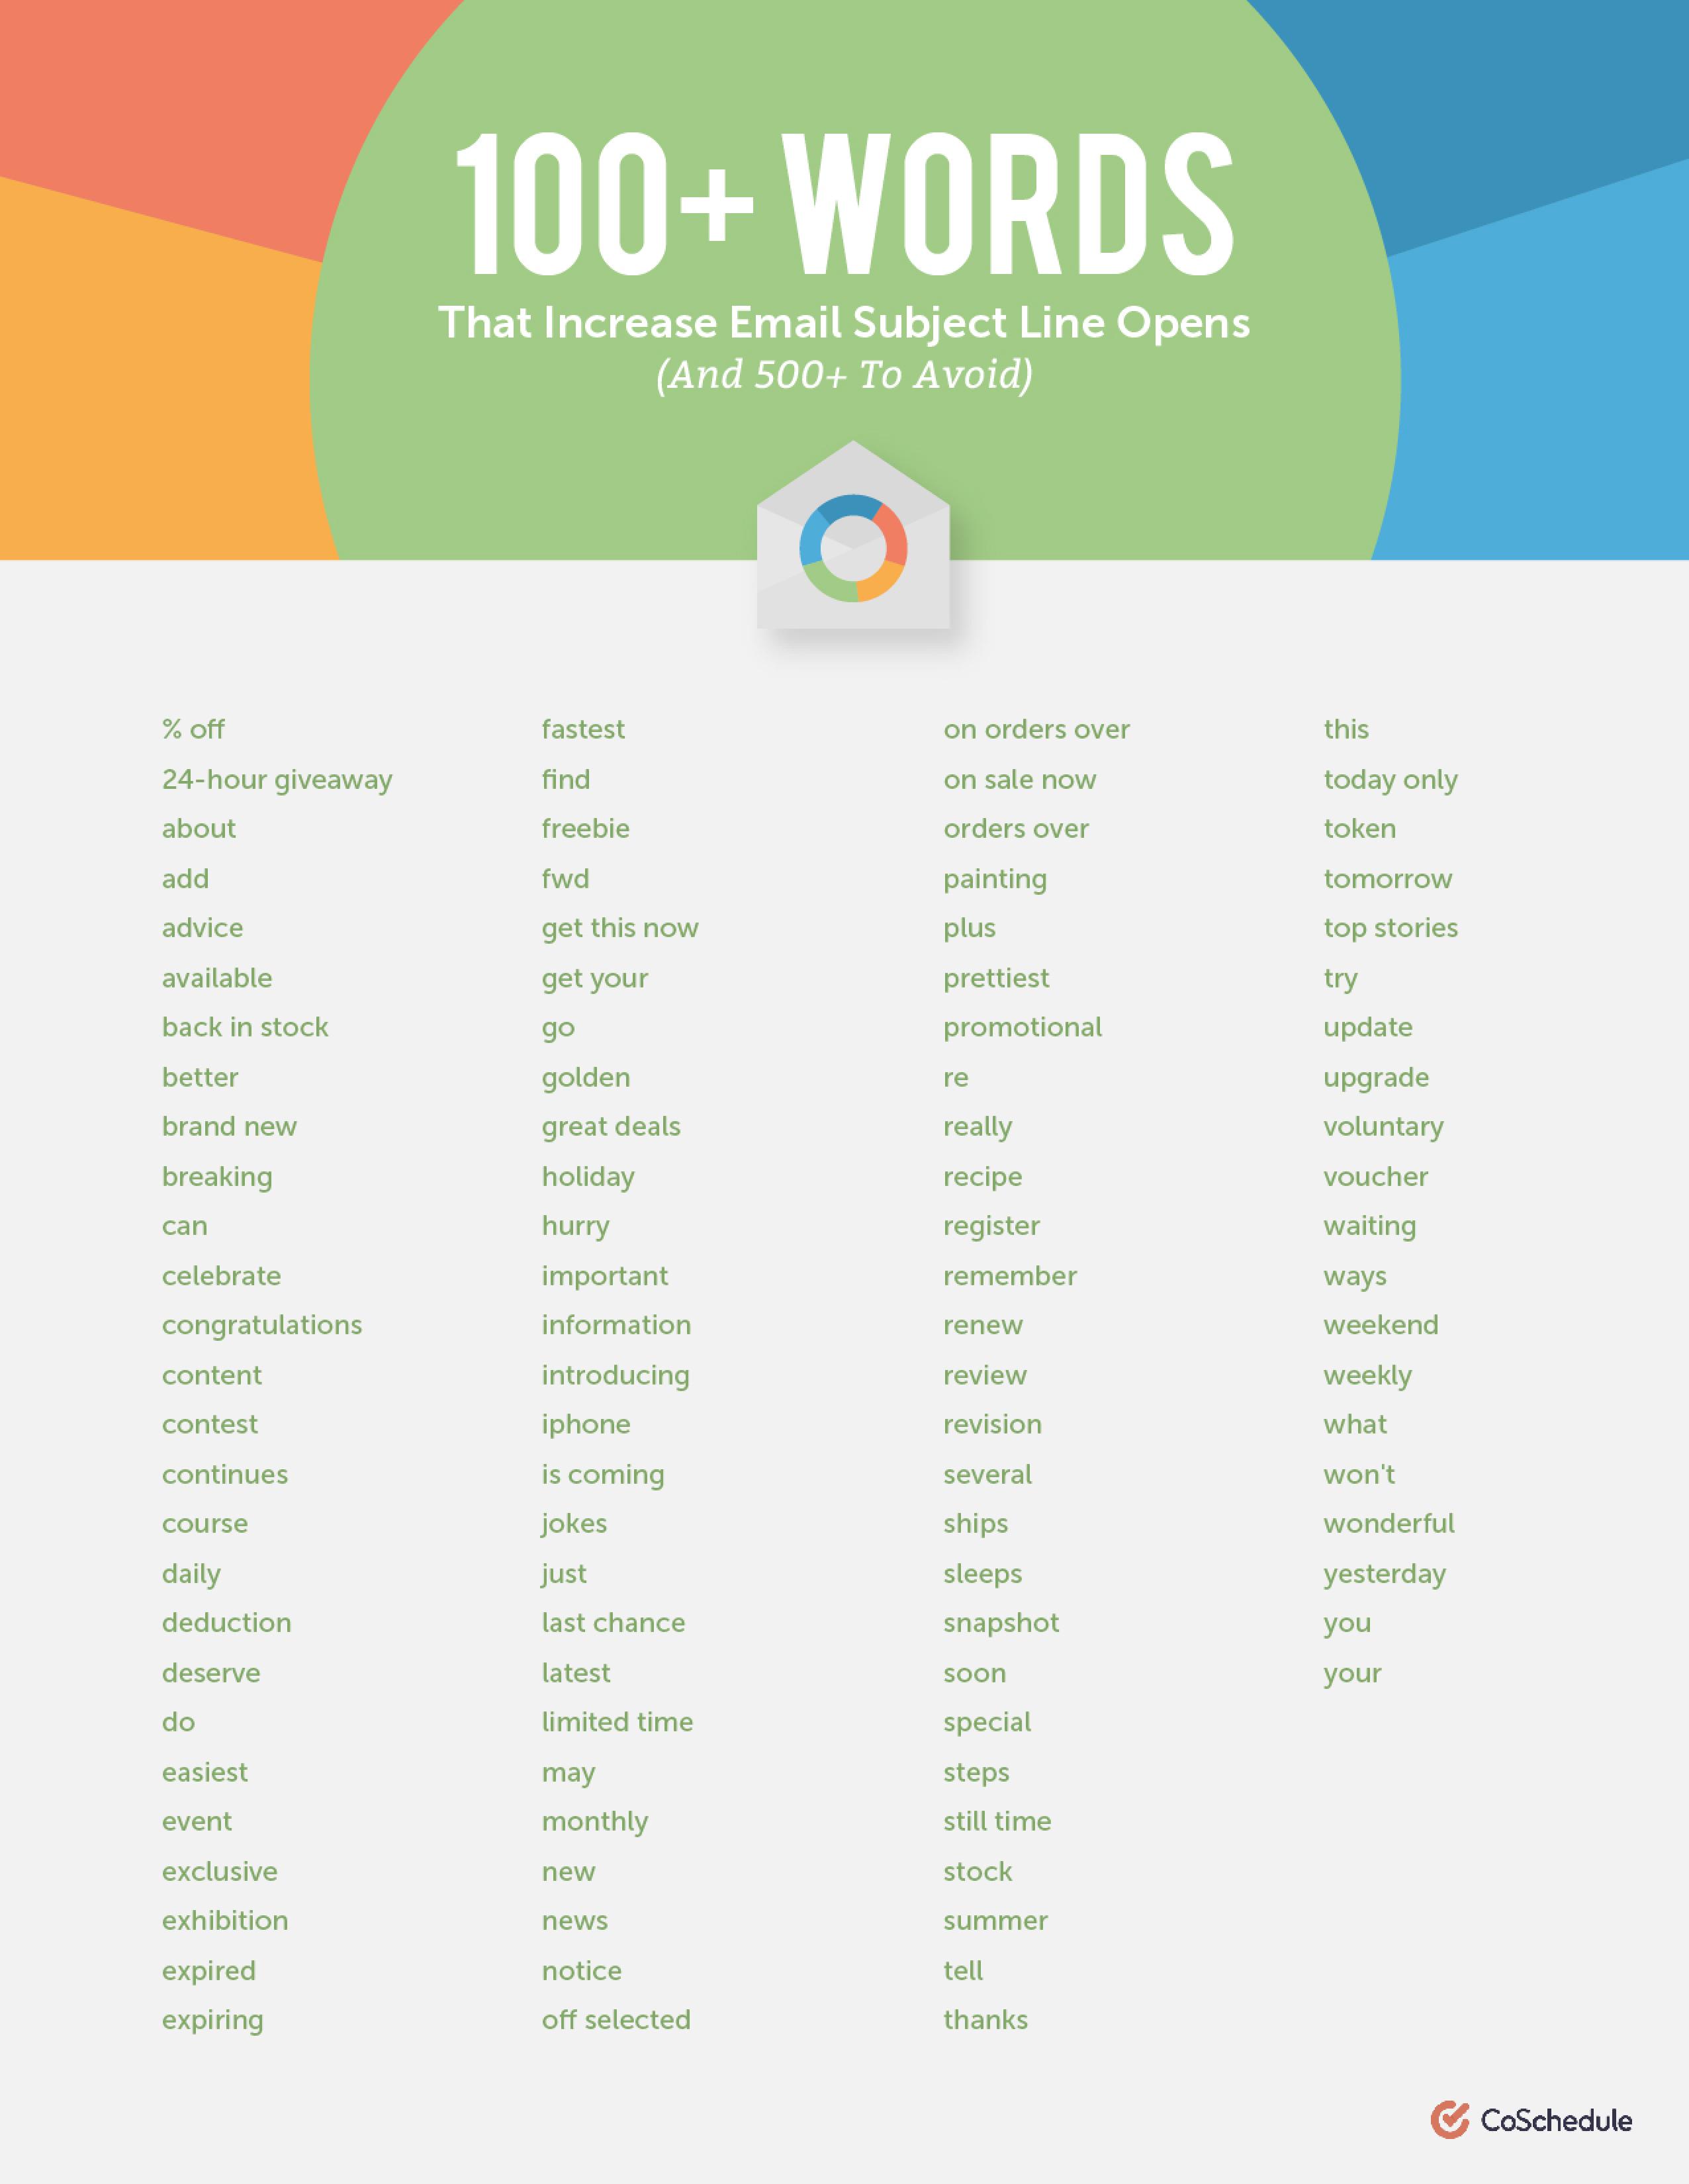 100+ WORDS
That Increase Email Subject Line Opens
(And 500+ To Avoid)
% off
24-hour giveaway
about
add
advice
available
back in stock
better
brand new
breaking
can
celebrate
congratulations
content
contest
continues
course
daily
deduction
deserve
do
easiest
event
exclusive
exhibition
expired
expiring
fastest
find
freebie
fwd
get this now
get your
go
golden
great deals
holiday
hurry
important
information
introducing
iphone
is coming
jokes
just
last chance
latest
limited time
may
monthly
new
news
notice
off selected
on orders over
on sale now
orders over
painting
plus
prettiest
promotional
re
really
recipe
register
remember
renew
review
revision
several
ships
sleeps
snapshot
soon
special
steps
still time
stock
summer
tell
thanks
this
today only
token
tomorrow
top stories
try
update
upgrade
voluntary
voucher
waiting
ways
weekend
weekly
what
won't
wonderful
yesterday
you
your
CoSchedule